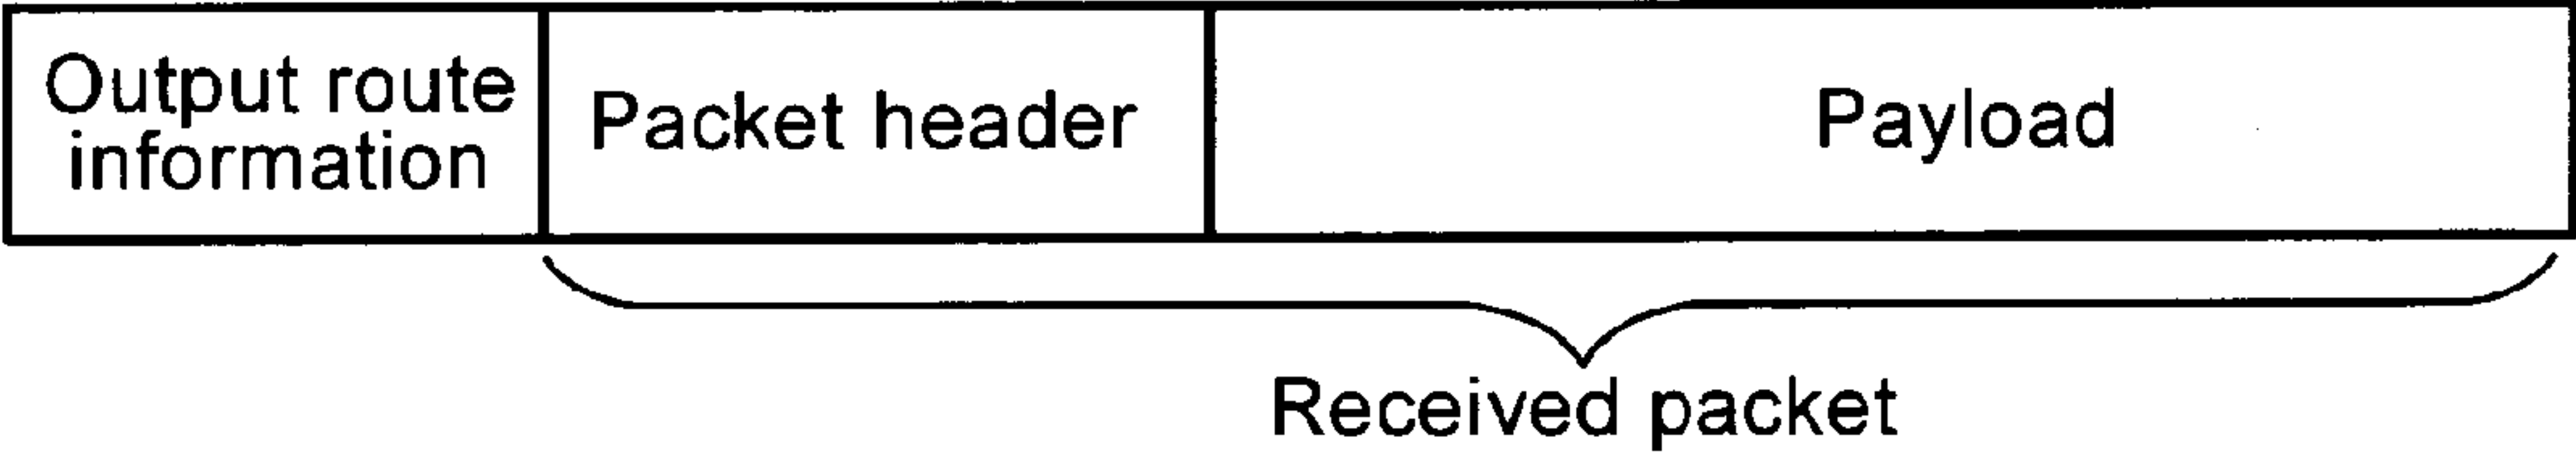 Output route
information
Packet header
Payload
Received packet